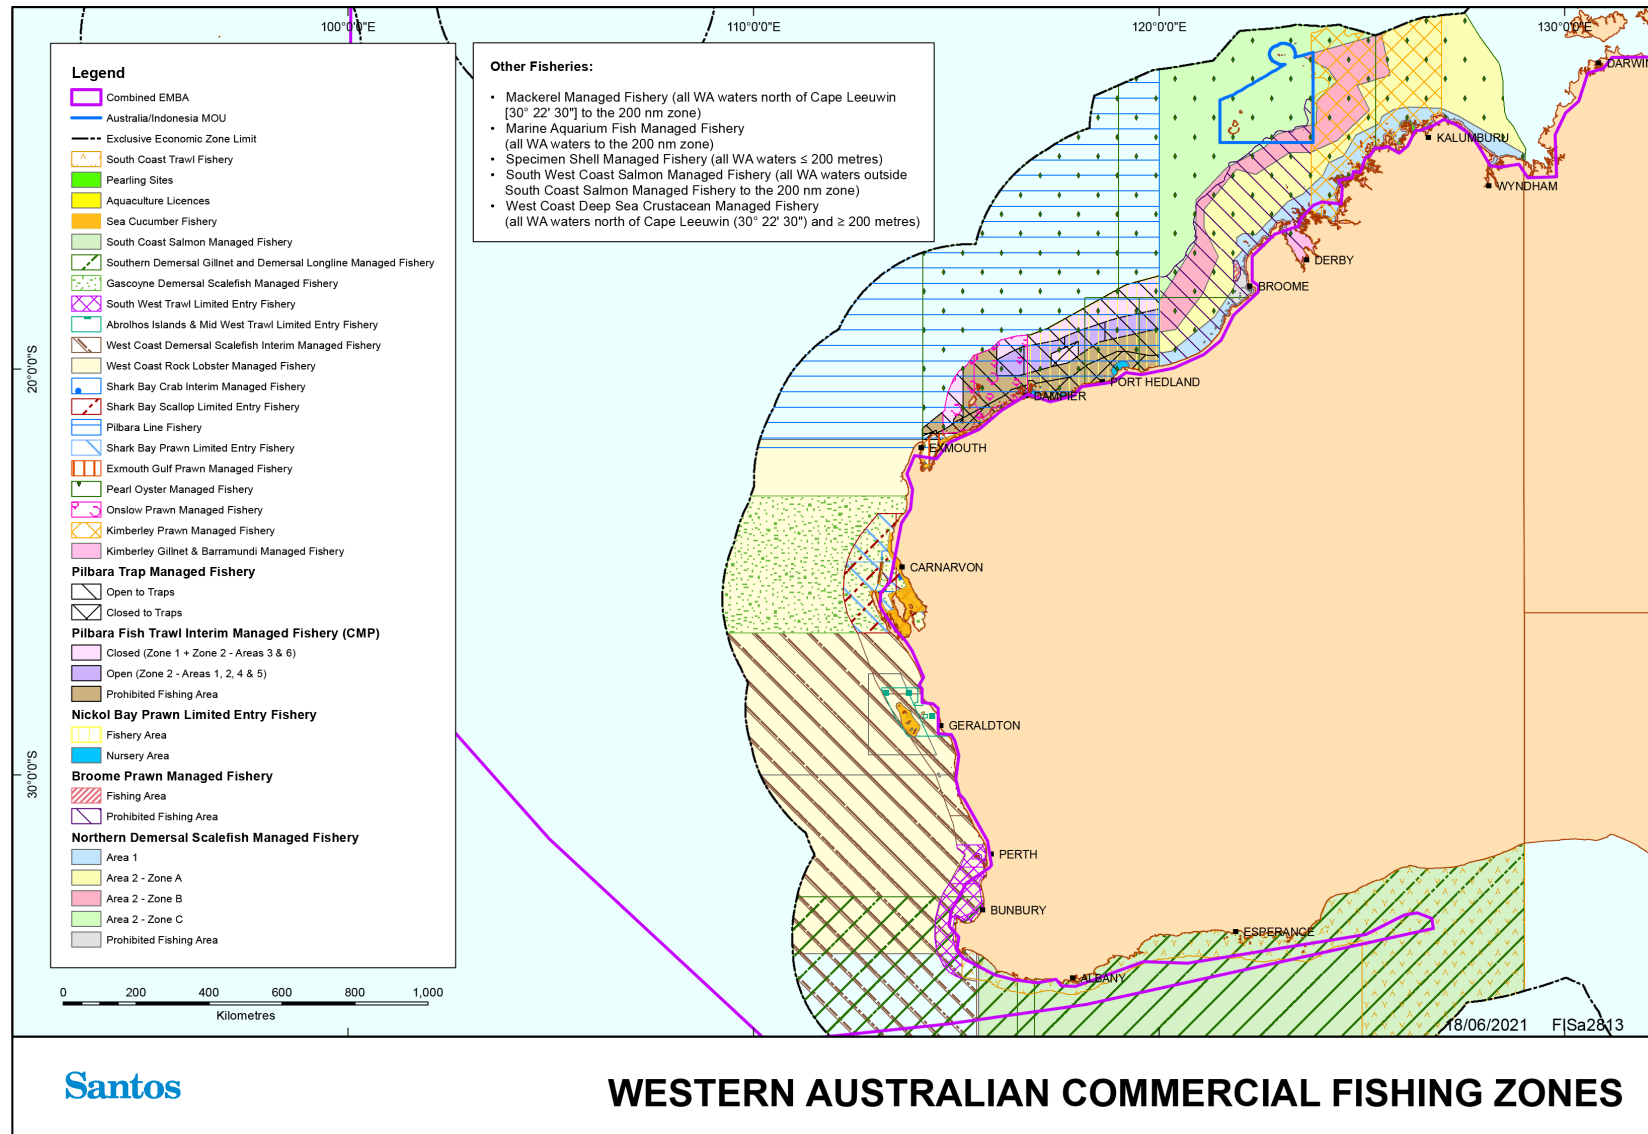 100°0'0"E
110°0'0"E
120°0'0"E
130°0'0"E
20°0'0"S
30°0'0"S
Legend
Combined EMBA
Australia/Indonesia MOU
Exclusive Economic Zone Limit
South Coast Trawl Fishery
Pearling Sites
Aquaculture Licences
Sea Cucumber Fishery
South Coast Salmon Managed Fishery
Southern Demersal Gillnet and Demersal Longline Managed Fishery
Gascoyne Demersal Scalefish Managed Fishery
South West Trawl Limited Entry Fishery
Abrolhos Islands & Mid West Trawl Limited Entry Fishery
West Coast Demersal Scalefish Interim Managed Fishery
West Coast Rock Lobster Managed Fishery
Shark Bay Crab Interim Managed Fishery
Shark Bay Scallop Limited Entry Fishery
Pilbara Line Fishery
Shark Bay Prawn Limited Entry Fishery
Exmouth Gulf Prawn Managed Fishery
Pearl Oyster Managed Fishery
Onslow Prawn Managed Fishery
Kimberley Prawn Managed Fishery
Kimberley Gillnet & Barramundi Managed Fishery
Pilbara Trap Managed Fishery
Open to Traps
Closed to Traps
Pilbara Fish Trawl Interim Managed Fishery (CMP)
Closed (Zone 1 + Zone 2 - Areas 3 & 6)
Open (Zone 2 - Areas 1, 2, 4 & 5)
Prohibited Fishing Area
Nickol Bay Prawn Limited Entry Fishery
Fishery Area
Nursery Area
Broome Prawn Managed Fishery
Fishing Area
Prohibited Fishing Area
Northern Demersal Scalefish Managed Fishery
Area 1
Area 2 - Zone A
Area 2 - Zone B
Area 2 - Zone C
Prohibited Fishing Area
0 200 400 600 800 1,000
Kilometres
Other Fisheries:
• Mackerel Managed Fishery (all WA waters north of Cape Leeuwin
[30° 22' 30"] to the 200 nm zone)
• Marine Aquarium Fish Managed Fishery
(all WA waters to the 200 nm zone)
• Specimen Shell Managed Fishery (all WA waters ≤ 200 metres)
• South West Coast Salmon Managed Fishery (all WA waters outside
South Coast Salmon Managed Fishery to the 200 nm zone)
• West Coast Deep Sea Crustacean Managed Fishery
(all WA waters north of Cape Leeuwin (30° 22' 30") and ≥ 200 metres)
DARWIN
KALUMBURU
WYNDHAM
DERBY
BROOME
PORT HEDLAND
DAMPIER
EXMOUTH
CARNARVON
GERALDTON
PERTH
BUNBURY
ESPERANCE
ALBANY
18/06/2021 FISa2813
Santos
WESTERN AUSTRALIAN COMMERCIAL FISHING ZONES